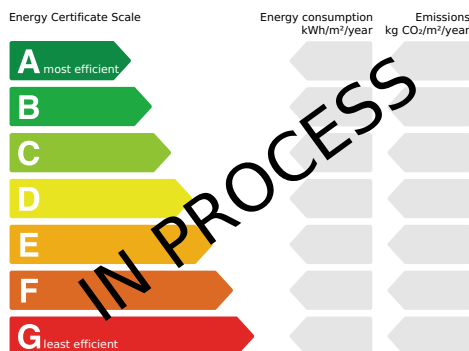 Energy Certificate Scale
Energy consumption
kWh/m²/year
Emissions
kg CO₂/m²/year
A most efficient
B
C
D
E
F
G least efficient
IN PROCESS